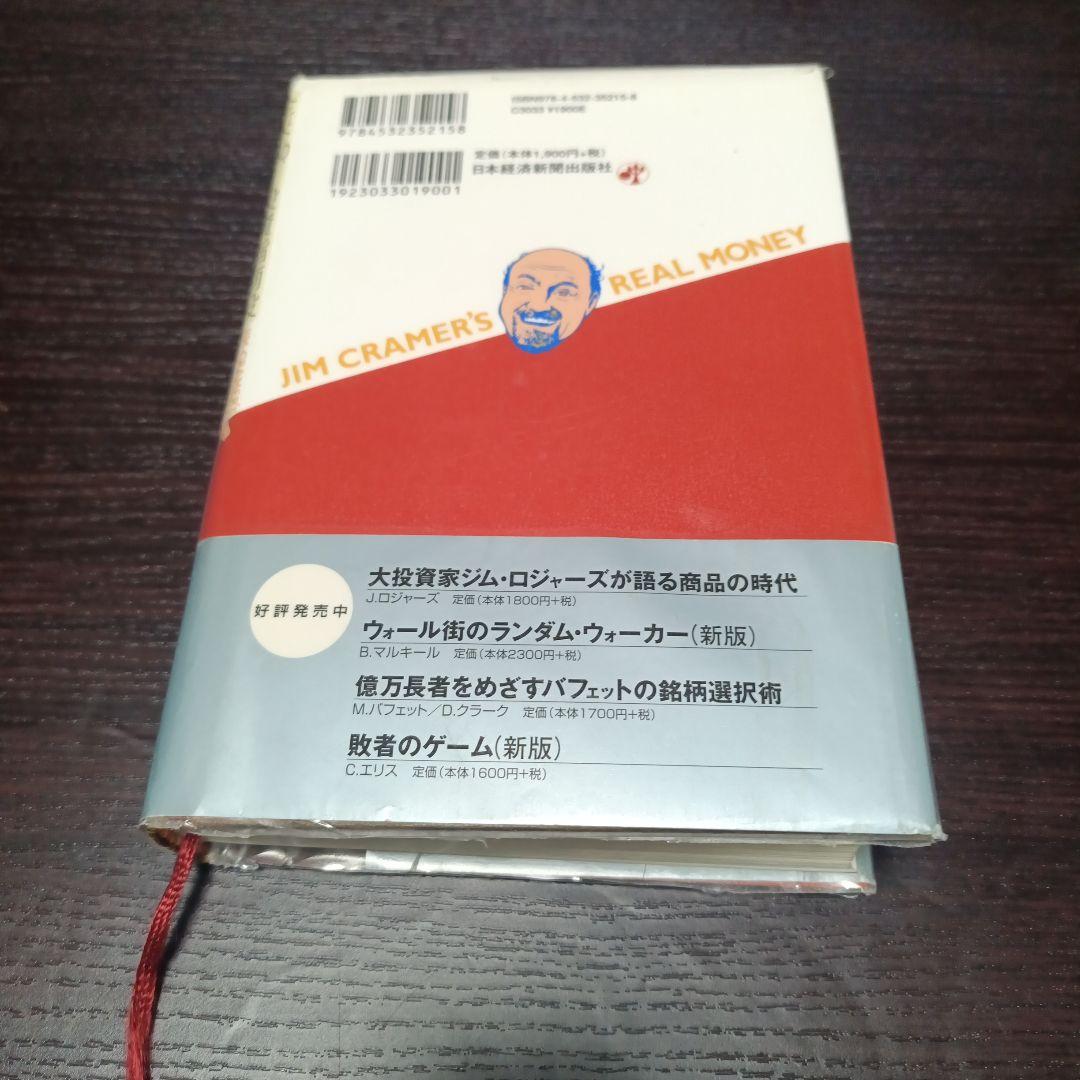 9784532352158
ISBN978-4-532-35215-8
C3033 ¥1900E
1923033019001
定価(本体1,900円+税)
日本経済新聞出版社
JIM CRAMER'S REAL MONEY
好評発売中
大投資家ジム・ロジャーズが語る商品の時代
J.ロジャーズ 定価(本体1800円+税)
ウォール街のランダム・ウォーカー(新版)
B.マルキール 定価(本体2300円+税)
億万長者をめざすバフェットの銘柄選択術
M.バフェット／D.クラーク 定価(本体1700円+税)
敗者のゲーム(新版)
C.エリス 定価(本体1600円+税)